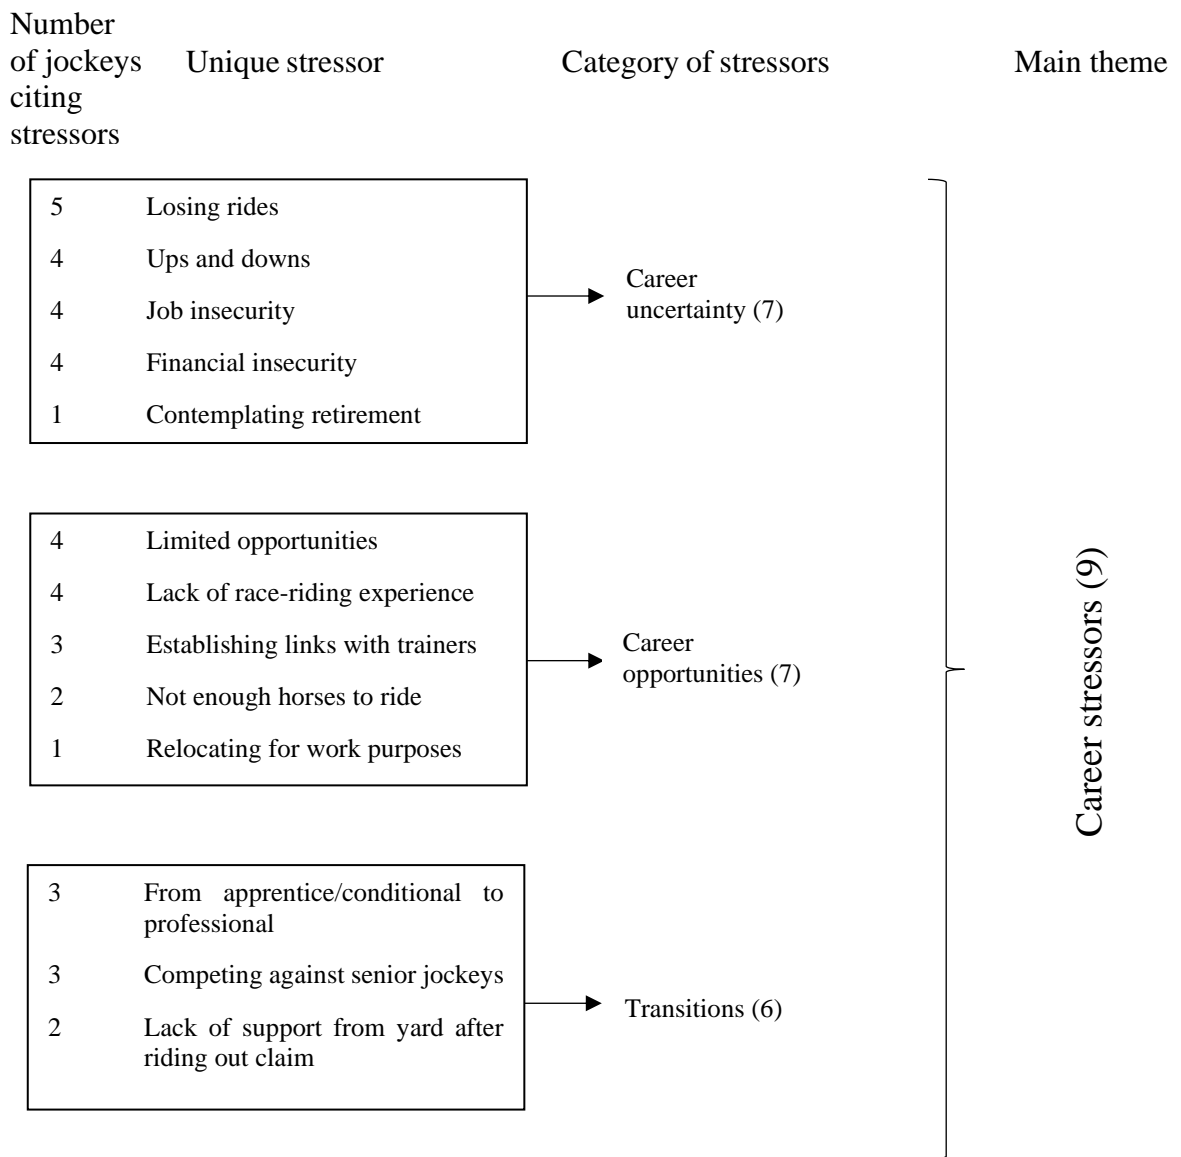 Number
of jockeys Unique stressor Category of stressors Main theme
citing
stressors
5 Losing rides
4 Ups and downs
4 Job insecurity
4 Financial insecurity
1 Contemplating retirement
Career
uncertainty (7)
4 Limited opportunities
4 Lack of race-riding experience
3 Establishing links with trainers
2 Not enough horses to ride
1 Relocating for work purposes
Career
opportunities (7)
3 From apprentice/conditional to
professional
3 Competing against senior jockeys
2 Lack of support from yard after
riding out claim
Transitions (6)
Career stressors (9)